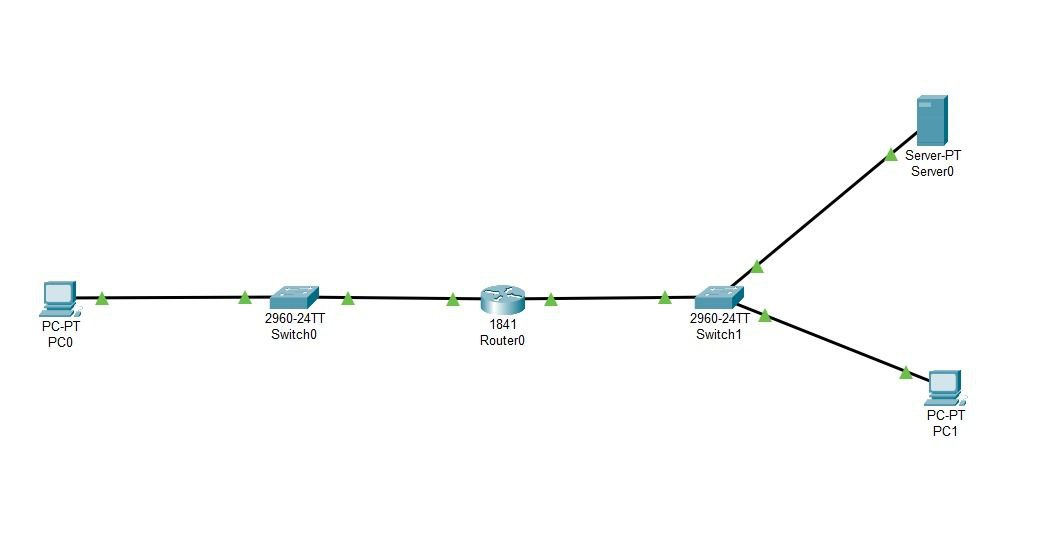 Server-PT
Server0
PC-PT
PC0
2960-24TT
Switch0
1841
Router0
2960-24TT
Switch1
PC-PT
PC1